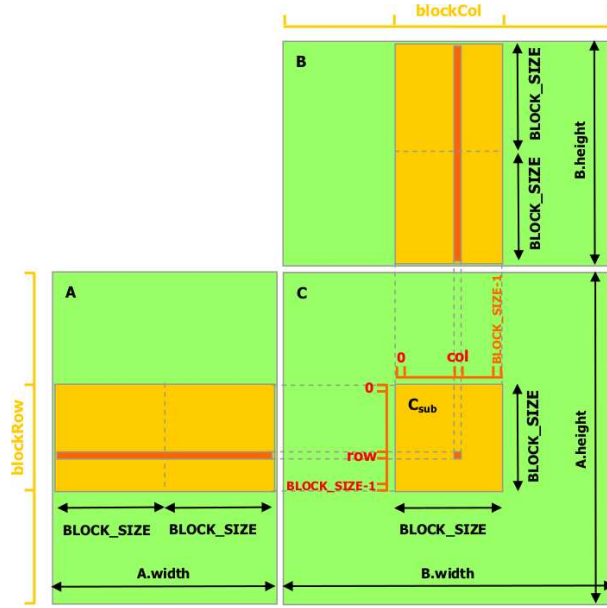 blockCol
B
BLOCK_SIZE
BLOCK_SIZE
B.height
A
C
BLOCK_SIZE-1
0
col
0
C sub
blockRow
row
BLOCK_SIZE-1
BLOCK_SIZE
A.height
BLOCK_SIZE
BLOCK_SIZE
BLOCK_SIZE
A.width
B.width